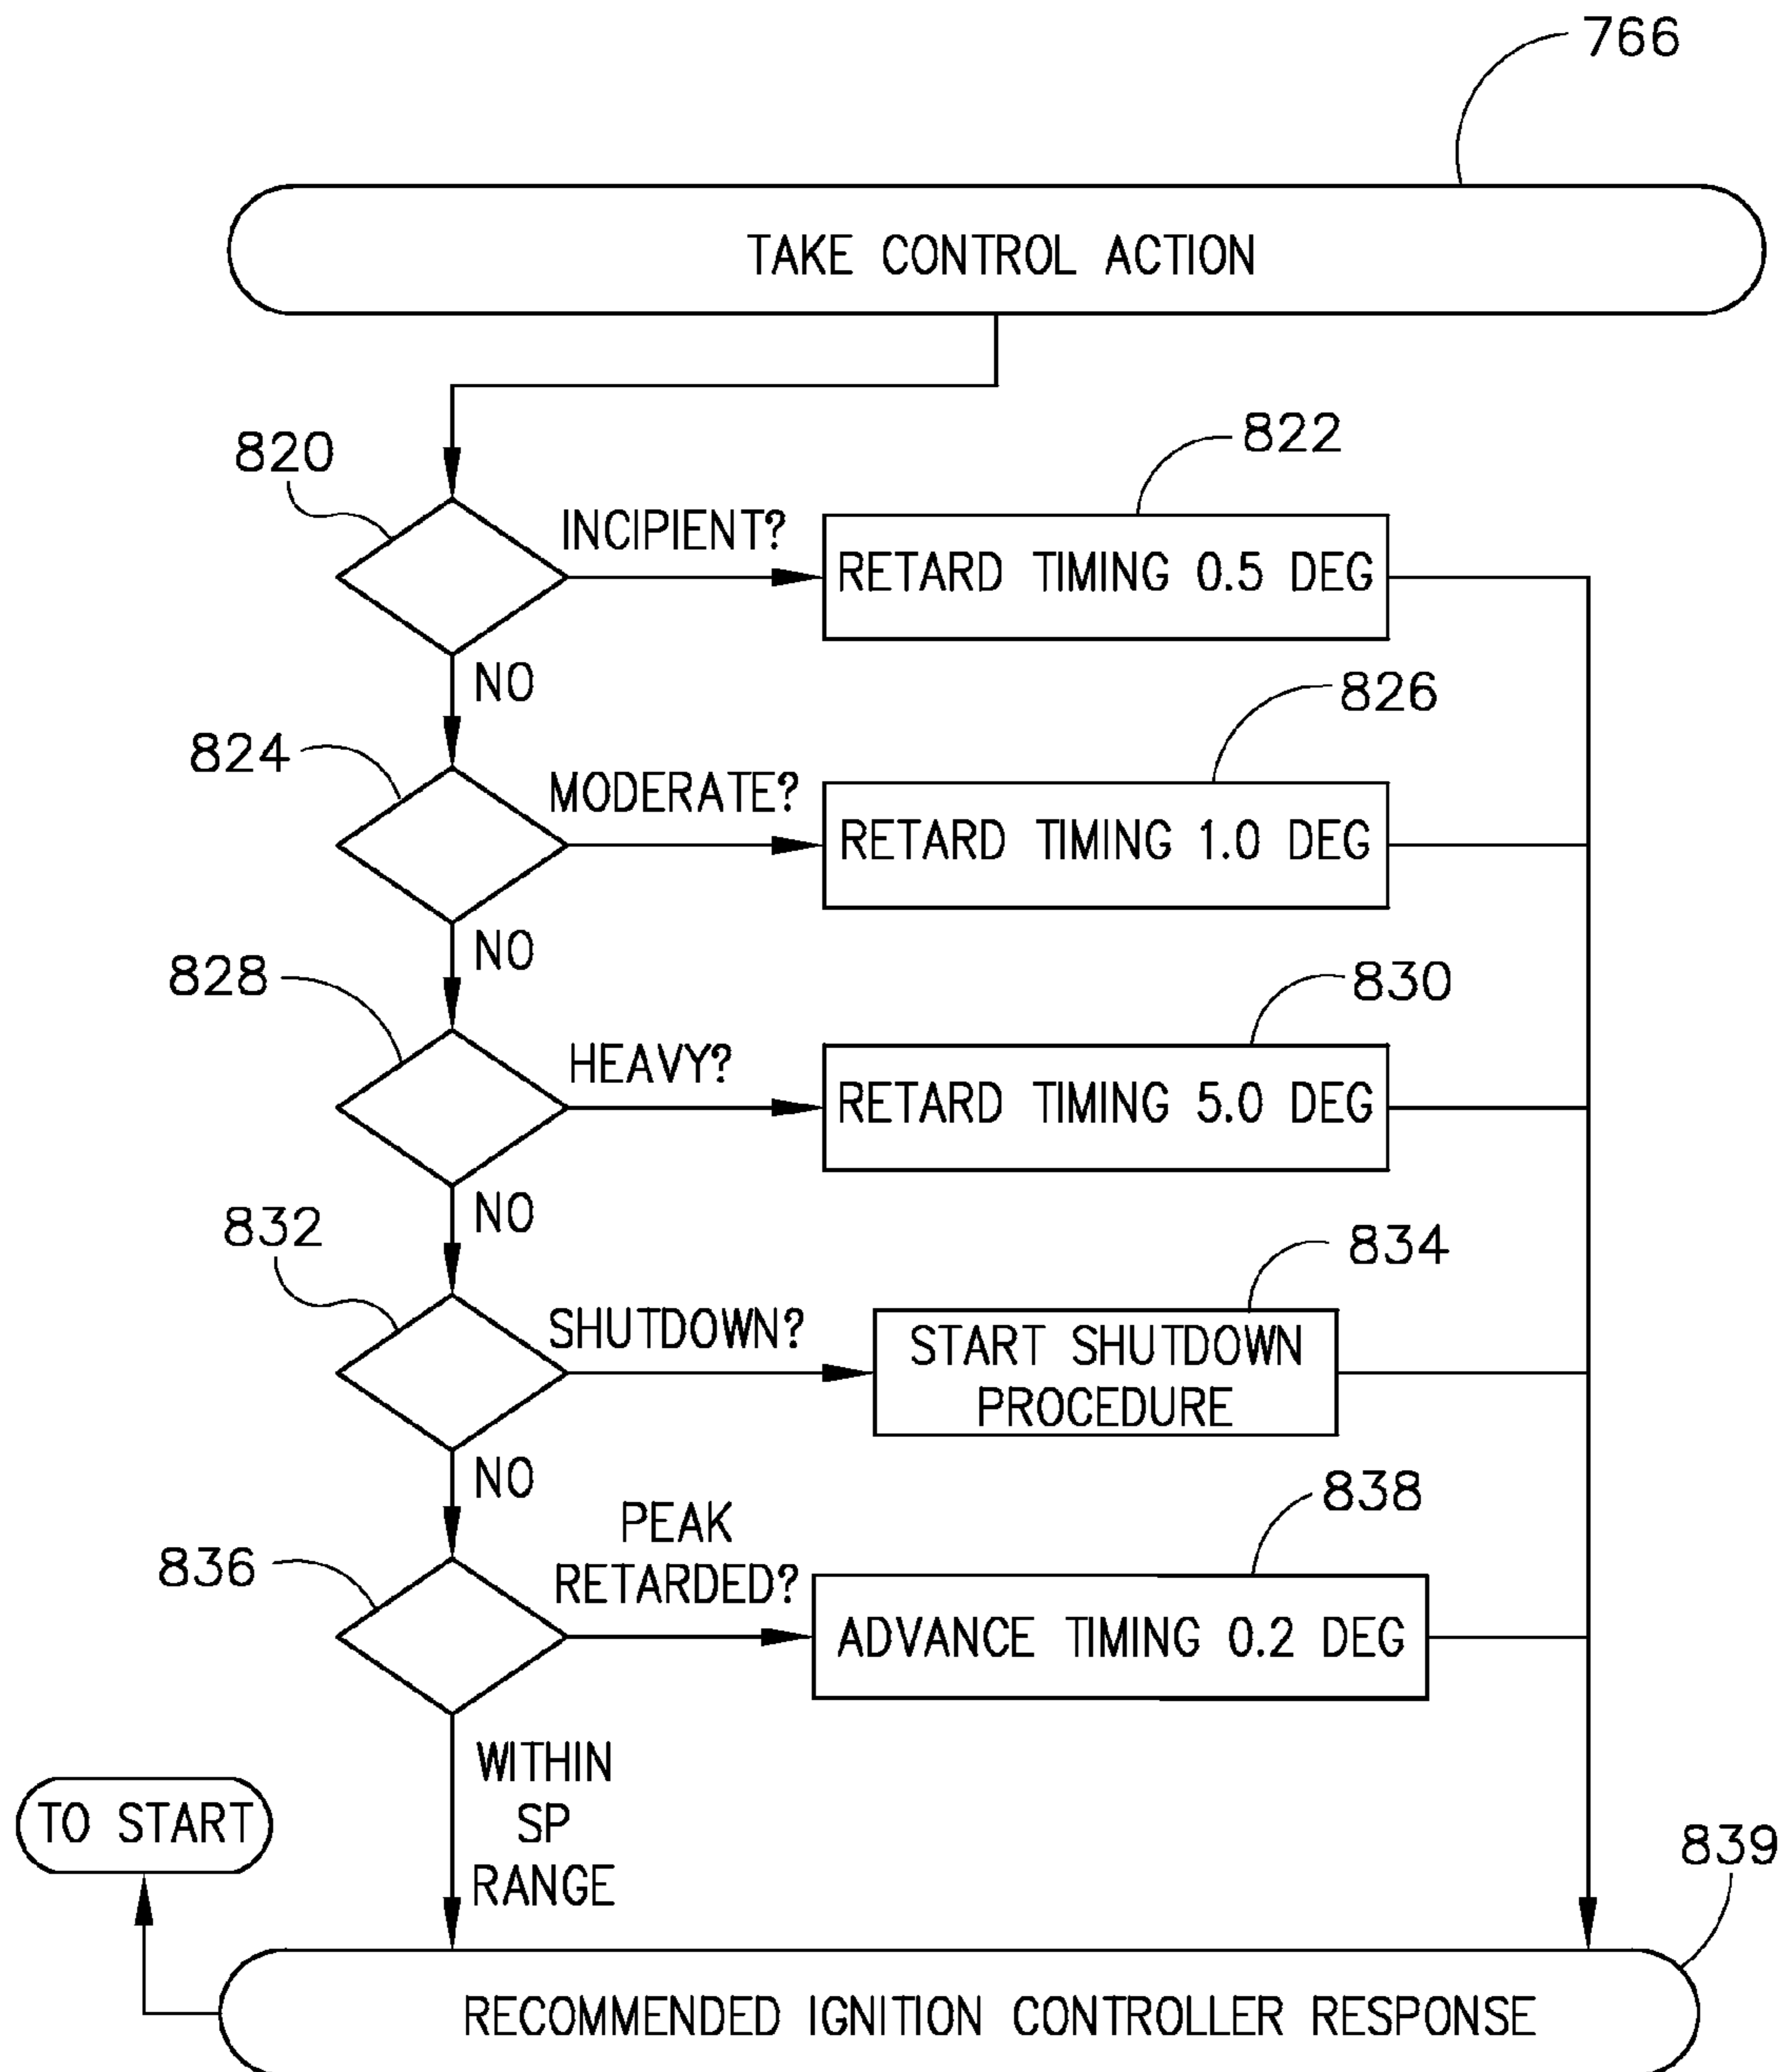 766
TAKE CONTROL ACTION
820
INCIPIENT?
822
RETARD TIMING 0.5 DEG
NO
824
MODERATE?
826
RETARD TIMING 1.0 DEG
NO
828
HEAVY?
830
RETARD TIMING 5.0 DEG
NO
832
SHUTDOWN?
834
START SHUTDOWN
PROCEDURE
NO
836
PEAK
RETARDED?
838
ADVANCE TIMING 0.2 DEG
WITHIN
SP
RANGE
TO START
839
RECOMMENDED IGNITION CONTROLLER RESPONSE